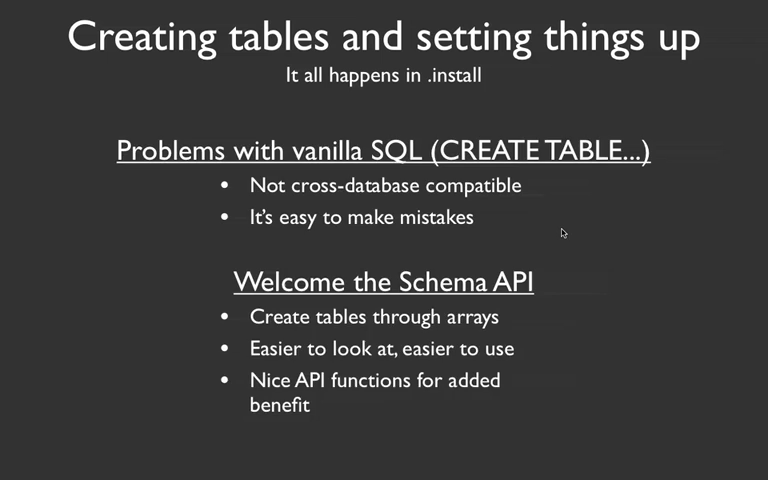 Creating tables and setting things up
It all happens in .install
Problems with vanilla SQL (CREATE TABLE...)
• Not cross-database compatible
• It's easy to make mistakes
Welcome the Schema API
• Create tables through arrays
• Easier to look at, easier to use
• Nice API functions for added
benefit